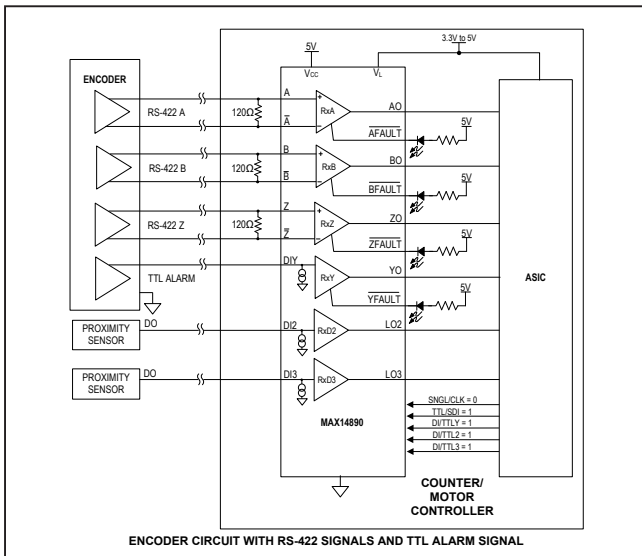 3.3V to 5V
5V
VCC
VL
ENCODER
A
RS-422 A
120Ω
+
RxA
AO
A
−
AFAULT
5V
B
RS-422 B
120Ω
+
RxB
BO
B
−
BFAULT
5V
Z
RS-422 Z
120Ω
+
RxZ
ZO
Z
−
ZFAULT
5V
TTL ALARM
DIY
RxY
YO
YFAULT
5V
ASIC
PROXIMITY
SENSOR
DO
DI2
RxD2
LO2
PROXIMITY
SENSOR
DO
DI3
RxD3
LO3
MAX14890
SNGL/CLK = 0
TTL/SDI = 1
DI/TTLY = 1
DI/TTL2 = 1
DI/TTL3 = 1
COUNTER/
MOTOR
CONTROLLER
ENCODER CIRCUIT WITH RS-422 SIGNALS AND TTL ALARM SIGNAL